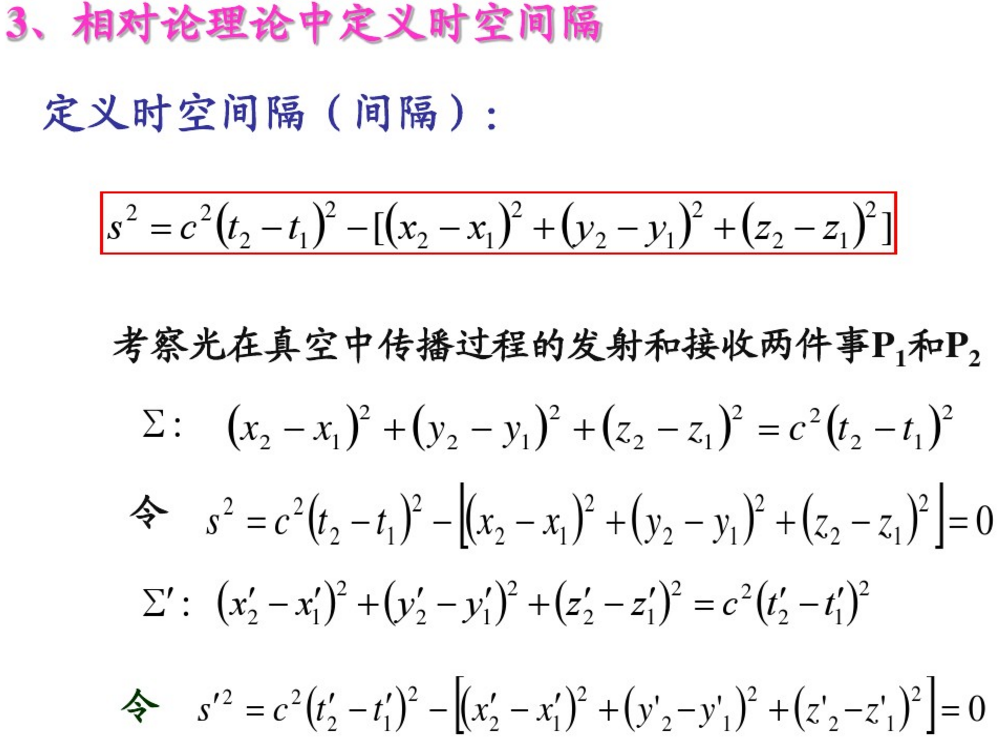 3、相对论理论中定义时空间隔
定义时空间隔（间隔）:
s² = c²(t₂ − t₁)² − [(x₂ − x₁)² + (y₂ − y₁)² + (z₂ − z₁)²]
考察光在真空中传播过程的发射和接收两件事P₁和P₂
Σ: (x₂ − x₁)² + (y₂ − y₁)² + (z₂ − z₁)² = c²(t₂ − t₁)²
令 s² = c²(t₂ − t₁)² − [(x₂ − x₁)² + (y₂ − y₁)² + (z₂ − z₁)²] = 0
Σ′: (x′₂ − x′₁)² + (y′₂ − y′₁)² + (z′₂ − z′₁)² = c²(t′₂ − t′₁)²
令 s′² = c²(t′₂ − t′₁)² − [(x′₂ − x′₁)² + (y'₂ − y'₁)² + (z'₂ − z'₁)²] = 0